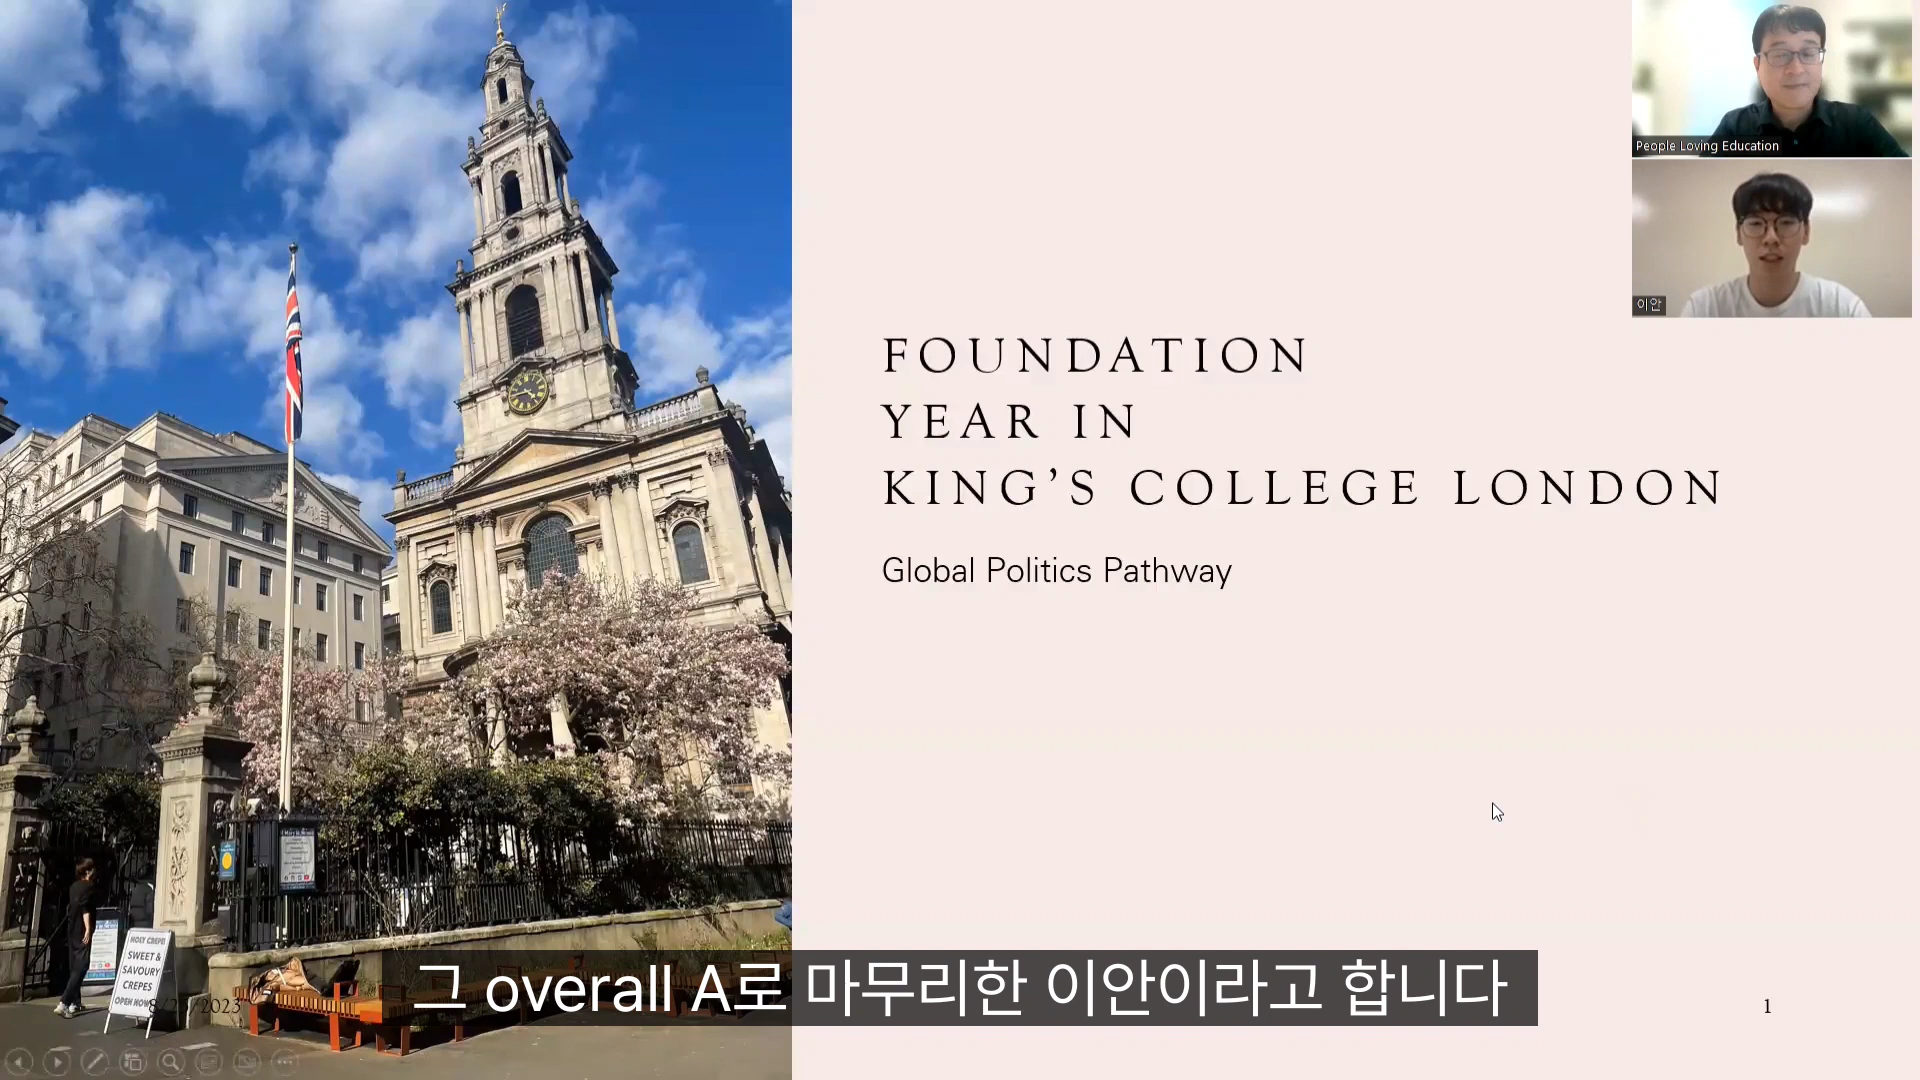 People Loving Education
이안
FOUNDATION
YEAR IN
KING’S COLLEGE LONDON
Global Politics Pathway
HOLY CREPE!
SWEET &
SAVOURY
CREPES
OPEN NOW
그 overall A로 마무리한 이안이라고 합니다
1